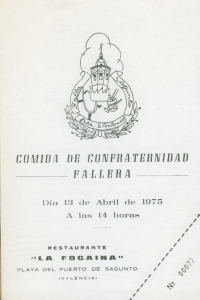 COMIDA DE CONFRATERNIDAD
FALLERA
Día 13 de Abril de 1975
A las 14 horas
RESTAURANTE
"LA FOGAINA"
PLAYA DEL PUERTO DE SAGUNTO
(VALENCIA)
Nº